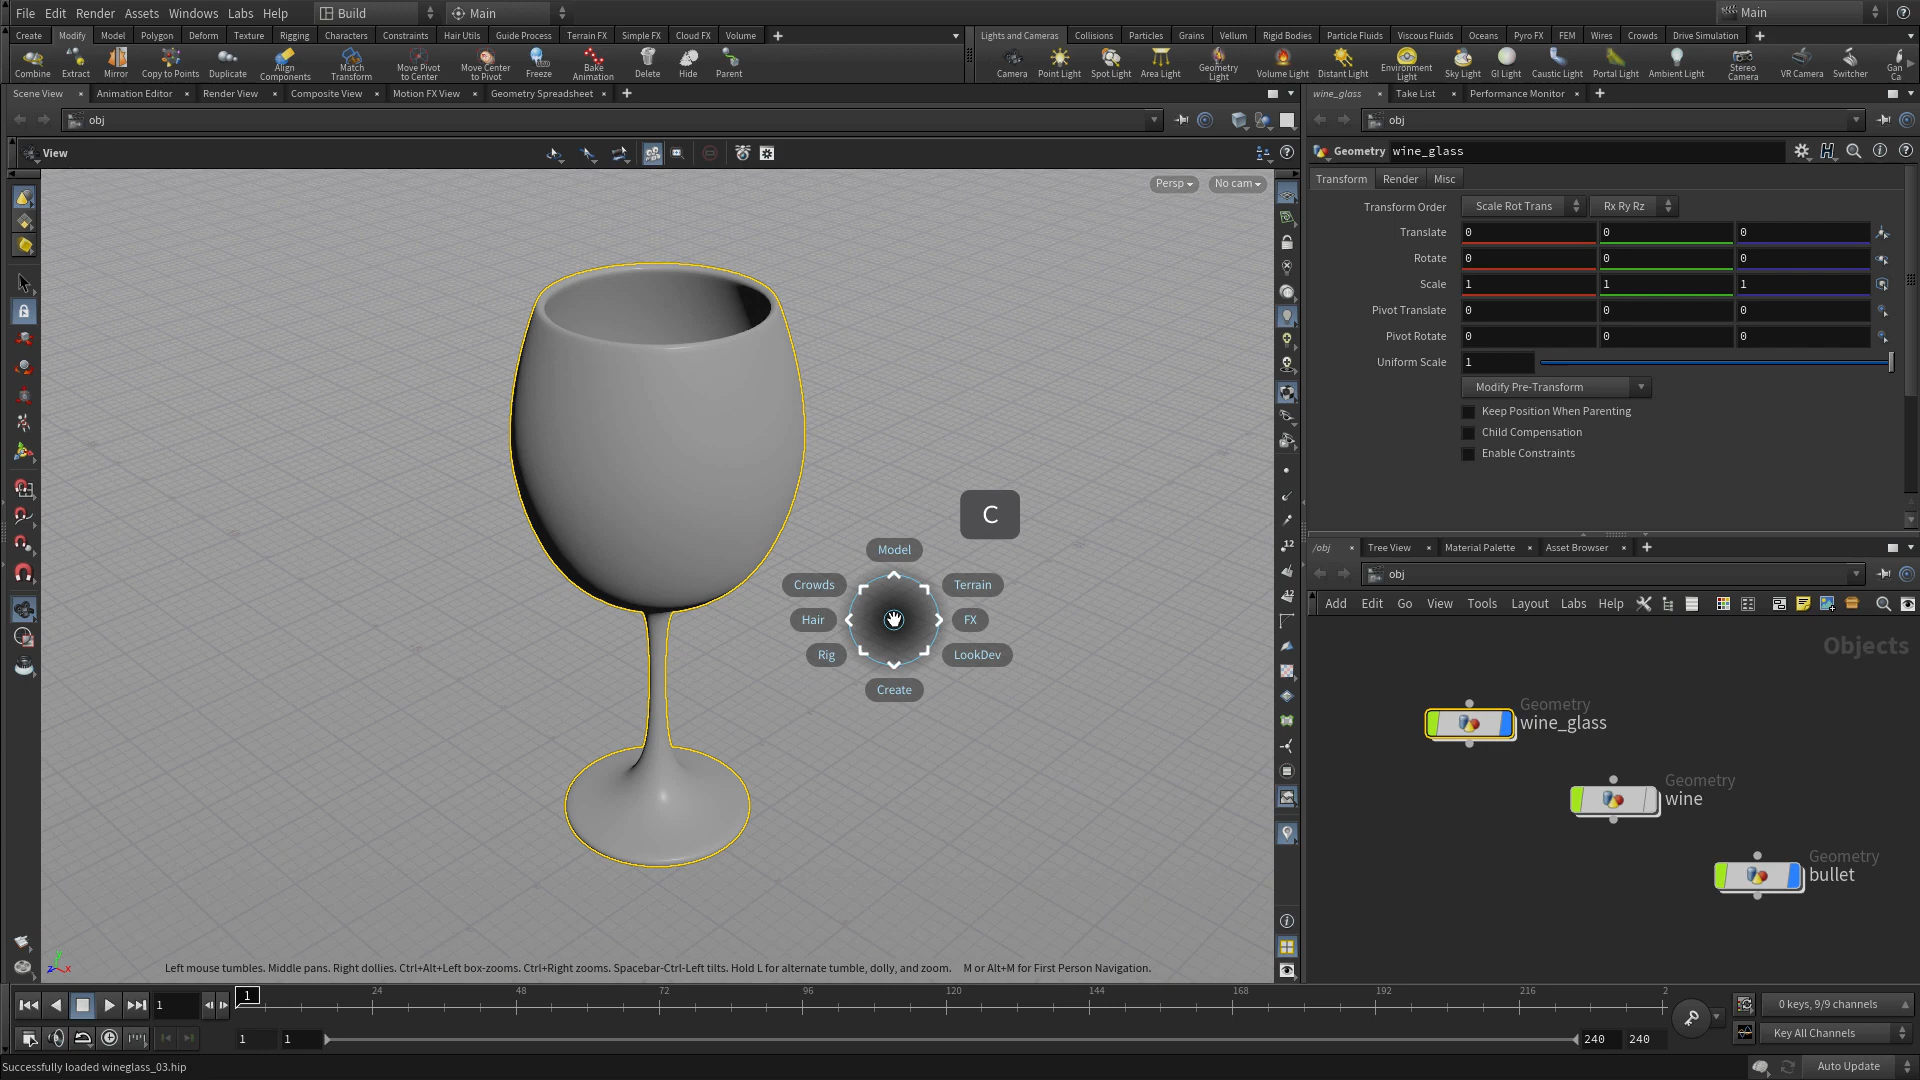 File Edit Render Assets Windows Labs Help Build Main Main
Create Modify Model Polygon Deform Texture Rigging Characters Constraints Hair Utils Guide Process Terrain FX Simple FX Cloud FX Volume
Lights and Cameras Collisions Particles Grains Vellum Rigid Bodies Particle Fluids Viscous Fluids Oceans Pyro FX FEM Wires Crowds Drive Simulation
Combine Extract Mirror Copy to Points Duplicate Align Components Match Transform Move Pivot to Center Move Center to Pivot Freeze Bake Animation Delete Hide Parent
Camera Point Light Spot Light Area Light Geometry Light Volume Light Distant Light Environment Light Sky Light GI Light Caustic Light Portal Light Ambient Light Stereo Camera VR Camera Switcher Gan Ca
Scene View Animation Editor Render View Composite View Motion FX View Geometry Spreadsheet
wine_glass Take List Performance Monitor
obj
obj
View
Geometry wine_glass
Transform Render Misc
Persp No cam
Transform Order Scale Rot Trans Rx Ry Rz
Translate 0 0 0
Rotate 0 0 0
Scale 1 1 1
Pivot Translate 0 0 0
Pivot Rotate 0 0 0
Uniform Scale 1
Modify Pre-Transform
Keep Position When Parenting
Child Compensation
Enable Constraints
C
Model
Crowds Terrain
Hair FX
Rig LookDev
Create
12
12
/obj Tree View Material Palette Asset Browser
obj
Add Edit Go View Tools Layout Labs Help
Objects
Geometry
wine_glass
Geometry
wine
Geometry
bullet
y
z x
Left mouse tumbles. Middle pans. Right dollies. Ctrl+Alt+Left box-zooms. Ctrl+Right zooms. Spacebar-Ctrl-Left tilts. Hold L for alternate tumble, dolly, and zoom. M or Alt+M for First Person Navigation.
1 1 24 48 72 96 120 144 168 192 216 2
0 keys, 9/9 channels
1 1 240 240
Key All Channels
Successfully loaded wineglass_03.hip
Auto Update